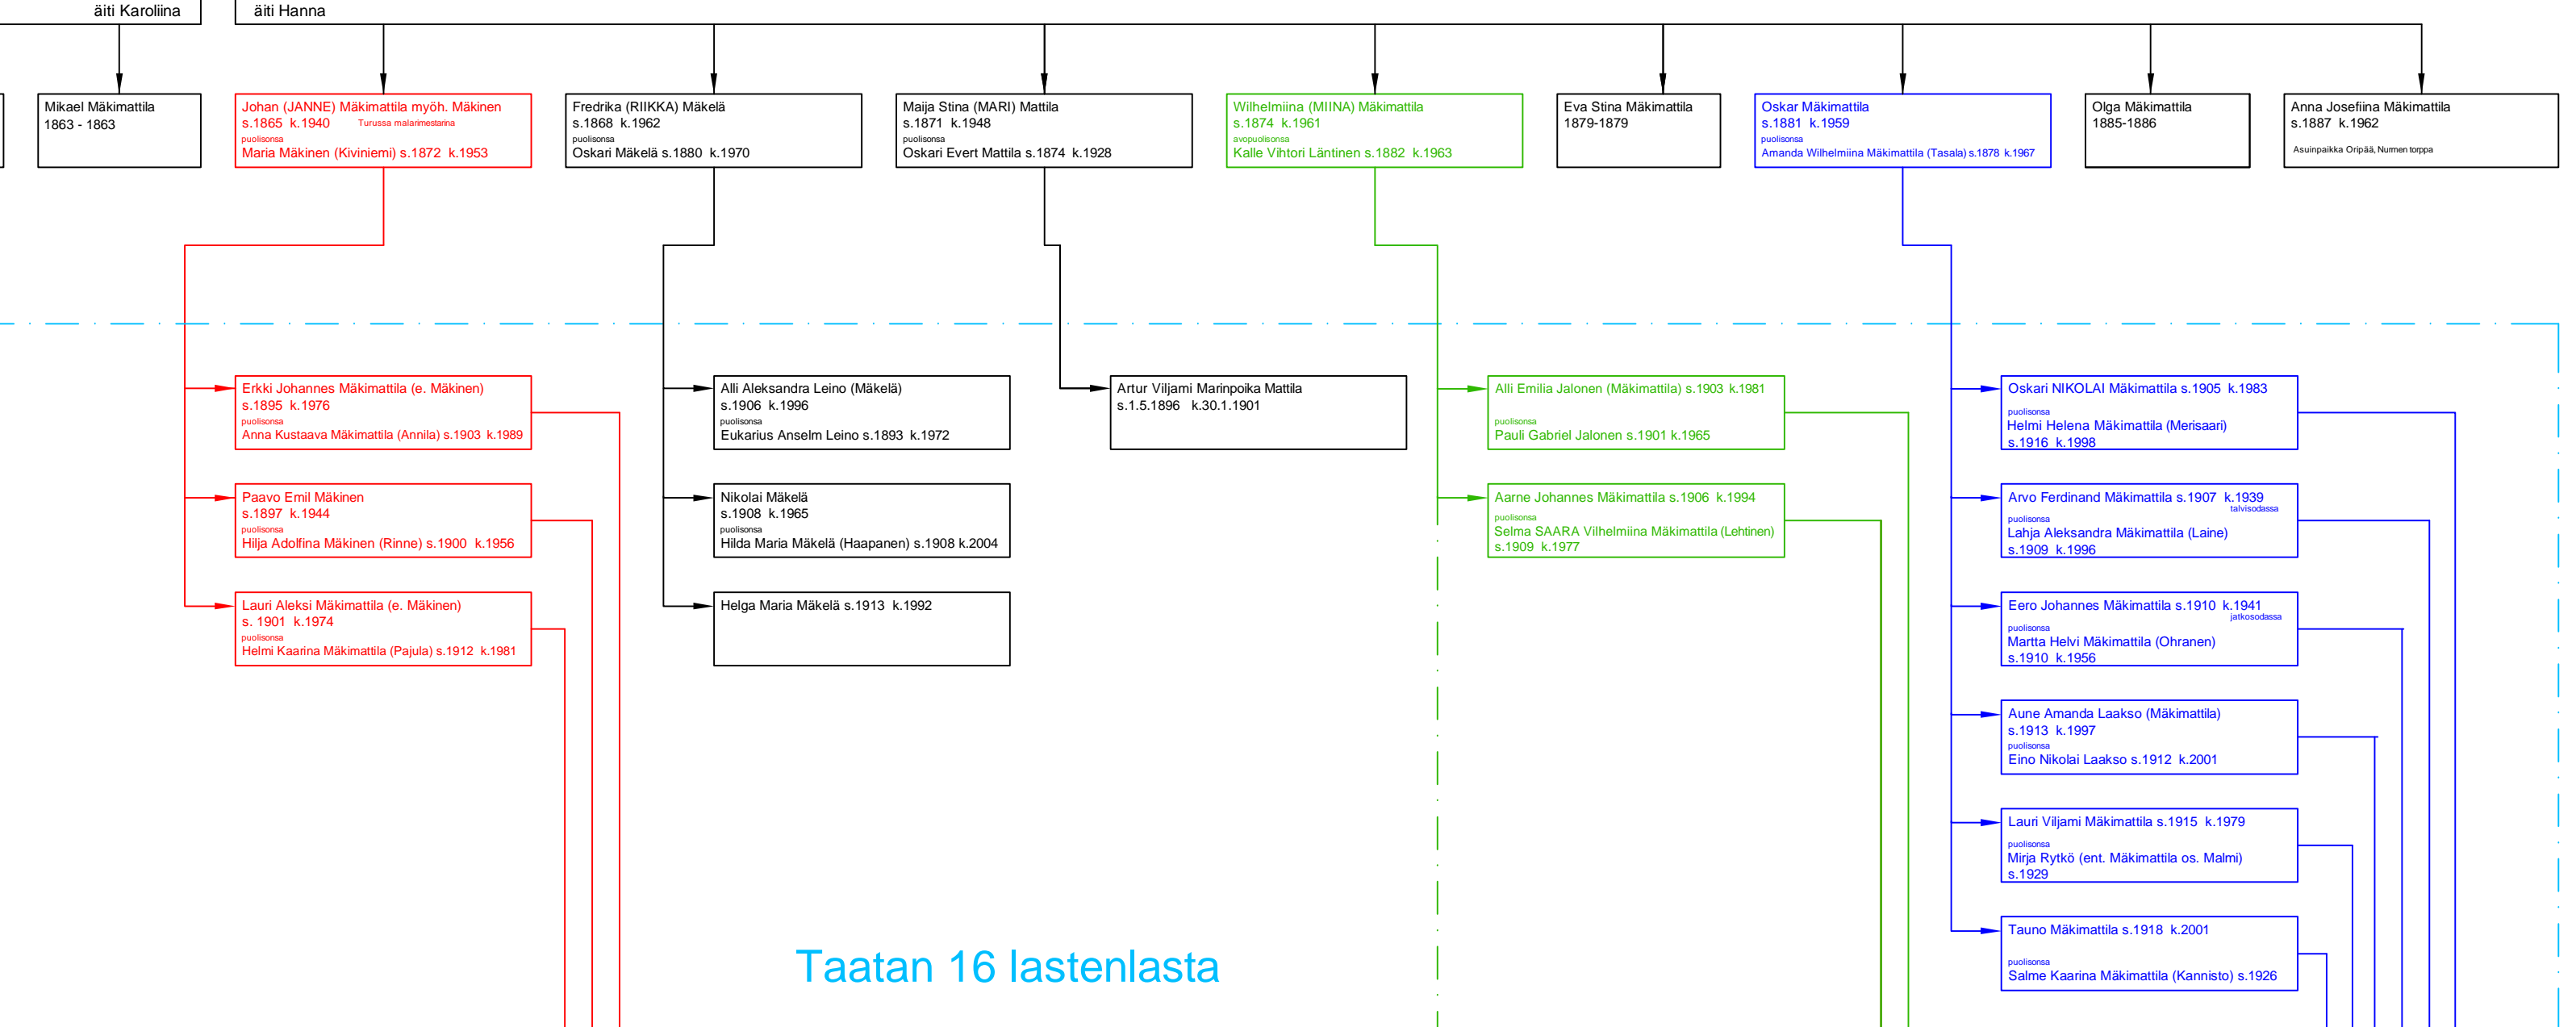 äiti Karoliina
äiti Hanna
Mikael Mäkimattila
1863 - 1863
Johan (JANNE) Mäkimattila myöh. Mäkinen
s.1865 k.1940 Turussa malarimestarina
puolisonsa
Maria Mäkinen (Kiviniemi) s.1872 k.1953
Fredrika (RIIKKA) Mäkelä
s.1868 k.1962
puolisonsa
Oskari Mäkelä s.1880 k.1970
Maija Stina (MARI) Mattila
s.1871 k.1948
puolisonsa
Oskari Evert Mattila s.1874 k.1928
Wilhelmiina (MIINA) Mäkimattila
s.1874 k.1961
avopuolisonsa
Kalle Vihtori Läntinen s.1882 k.1963
Eva Stina Mäkimattila
1879-1879
Oskar Mäkimattila
s.1881 k.1959
puolisonsa
Amanda Wilhelmiina Mäkimattila (Tasala) s.1878 k.1967
Olga Mäkimattila
1885-1886
Anna Josefiina Mäkimattila
s.1887 k.1962
Asuinpaikka Oripää, Nurmen torppa
Erkki Johannes Mäkimattila (e. Mäkinen)
s.1895 k.1976
puolisonsa
Anna Kustaava Mäkimattila (Annila) s.1903 k.1989
Paavo Emil Mäkinen
s.1897 k.1944
puolisonsa
Hilja Adolfina Mäkinen (Rinne) s.1900 k.1956
Lauri Aleksi Mäkimattila (e. Mäkinen)
s. 1901 k.1974
puolisonsa
Helmi Kaarina Mäkimattila (Pajula) s.1912 k.1981
Alli Aleksandra Leino (Mäkelä)
s.1906 k.1996
puolisonsa
Eukarius Anselm Leino s.1893 k.1972
Nikolai Mäkelä
s.1908 k.1965
puolisonsa
Hilda Maria Mäkelä (Haapanen) s.1908 k.2004
Helga Maria Mäkelä s.1913 k.1992
Artur Viljami Marinpoika Mattila
s.1.5.1896 k.30.1.1901
Alli Emilia Jalonen (Mäkimattila) s.1903 k.1981
puolisonsa
Pauli Gabriel Jalonen s.1901 k.1965
Aarne Johannes Mäkimattila s.1906 k.1994
puolisonsa
Selma SAARA Vilhelmiina Mäkimattila (Lehtinen)
s.1909 k.1977
Oskari NIKOLAI Mäkimattila s.1905 k.1983
puolisonsa
Helmi Helena Mäkimattila (Merisaari)
s.1916 k.1998
Arvo Ferdinand Mäkimattila s.1907 k.1939
talvisodassa
puolisonsa
Lahja Aleksandra Mäkimattila (Laine)
s.1909 k.1996
Eero Johannes Mäkimattila s.1910 k.1941
jatkosodassa
puolisonsa
Martta Helvi Mäkimattila (Ohranen)
s.1910 k.1956
Aune Amanda Laakso (Mäkimattila)
s.1913 k.1997
puolisonsa
Eino Nikolai Laakso s.1912 k.2001
Lauri Viljami Mäkimattila s.1915 k.1979
puolisonsa
Mirja Rytkö (ent. Mäkimattila os. Malmi)
s.1929
Tauno Mäkimattila s.1918 k.2001
puolisonsa
Salme Kaarina Mäkimattila (Kannisto) s.1926
Taatan 16 lastenlasta